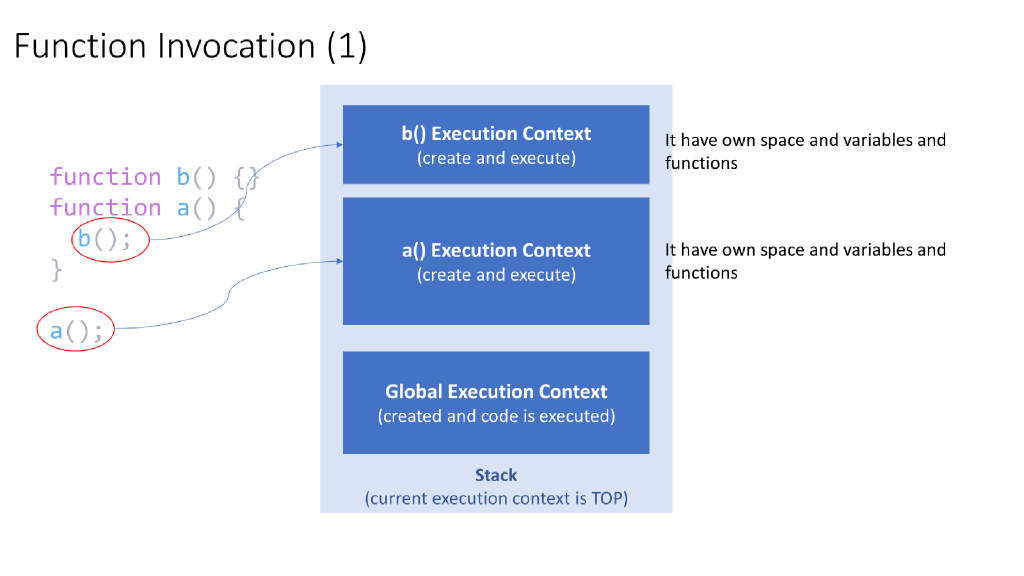 Function Invocation (1)
function b() {}
function a() {
b();
}
a();
b() Execution Context
(create and execute)
It have own space and variables and
functions
a() Execution Context
(create and execute)
It have own space and variables and
functions
Global Execution Context
(created and code is executed)
Stack
(current execution context is TOP)